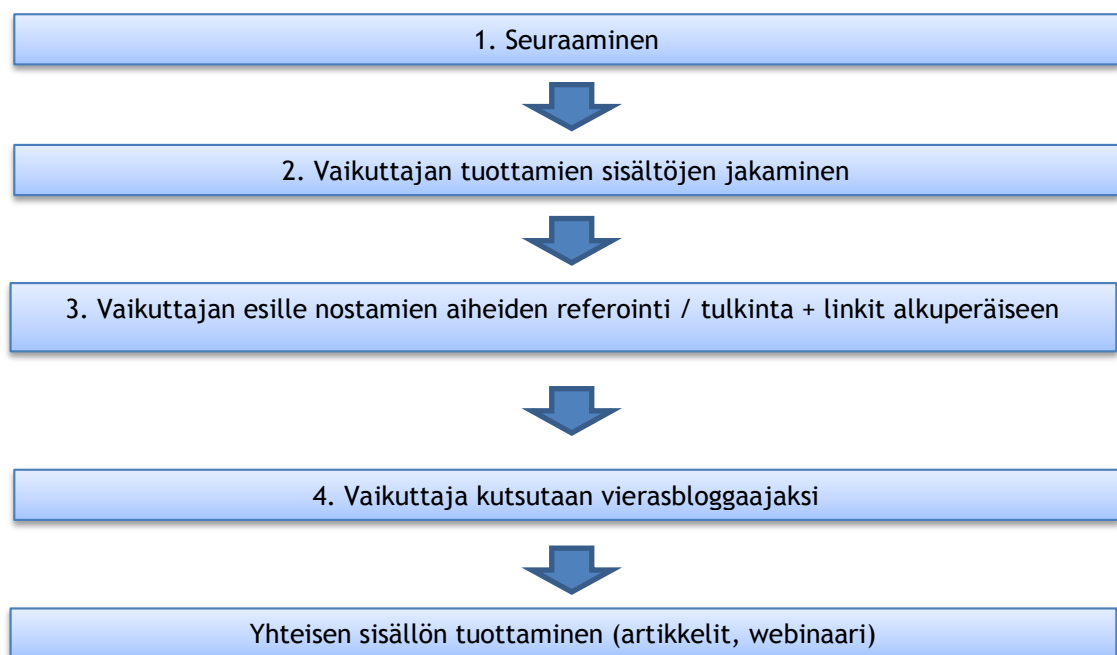 1. Seuraaminen
2. Vaikuttajan tuottamien sisältöjen jakaminen
3. Vaikuttajan esille nostamien aiheiden referointi / tulkinta + linkit alkuperäiseen
4. Vaikuttaja kutsutaan vierasbloggaajaksi
Yhteisen sisällön tuottaminen (artikkelit, webinaari)